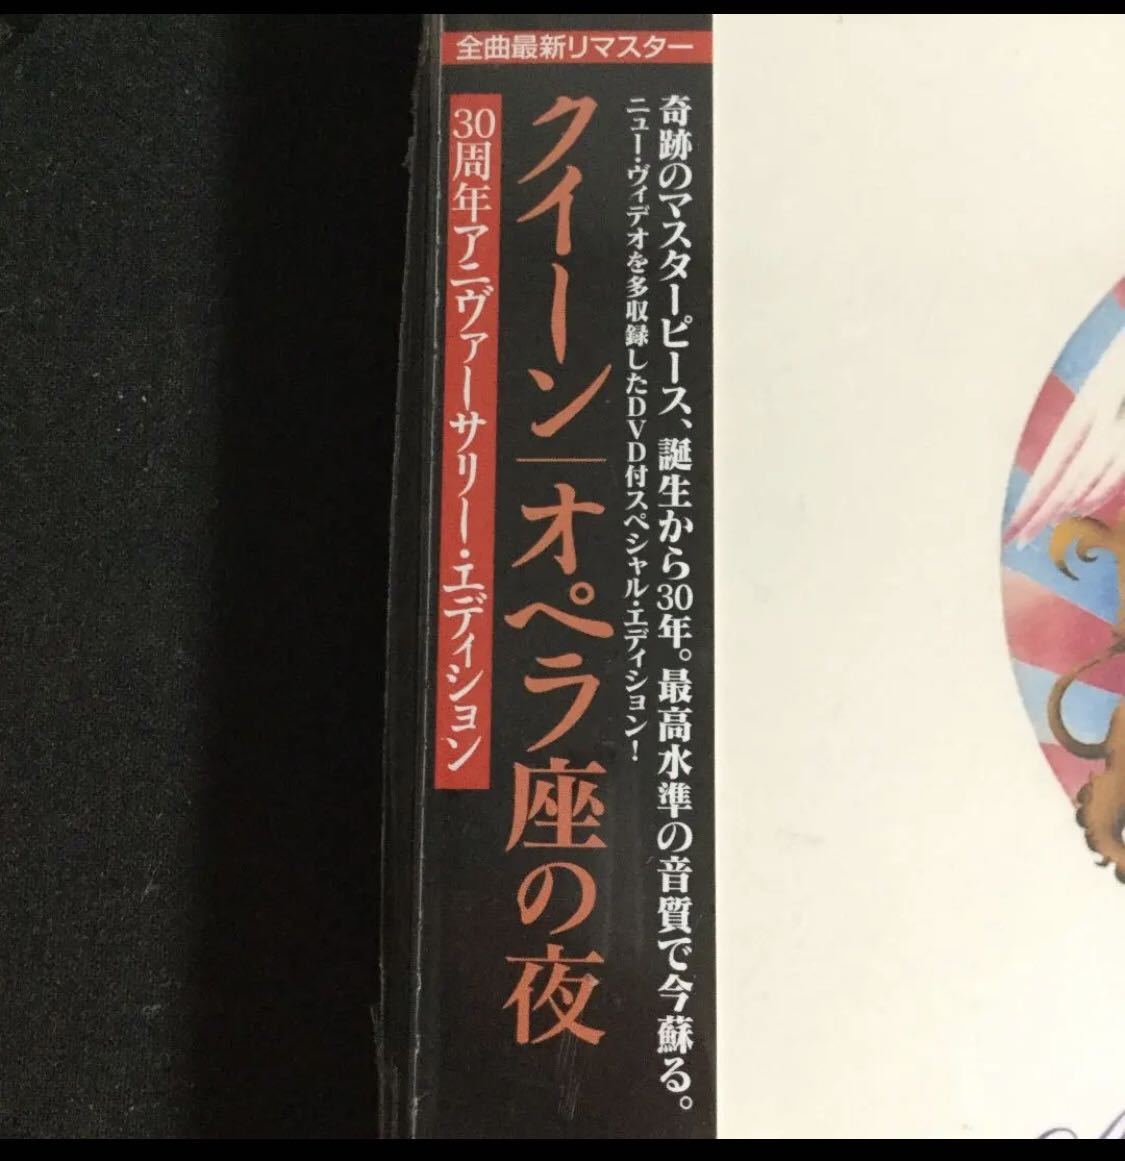 全曲最新リマスター
奇跡のマスターピース、誕生から30年。最高水準の音質で今蘇る。
ニュー・ヴィデオを多収録したDVD付スペシャル・エディション!
クイーン|オペラ座の夜
30周年アニヴァーサリー・エディション